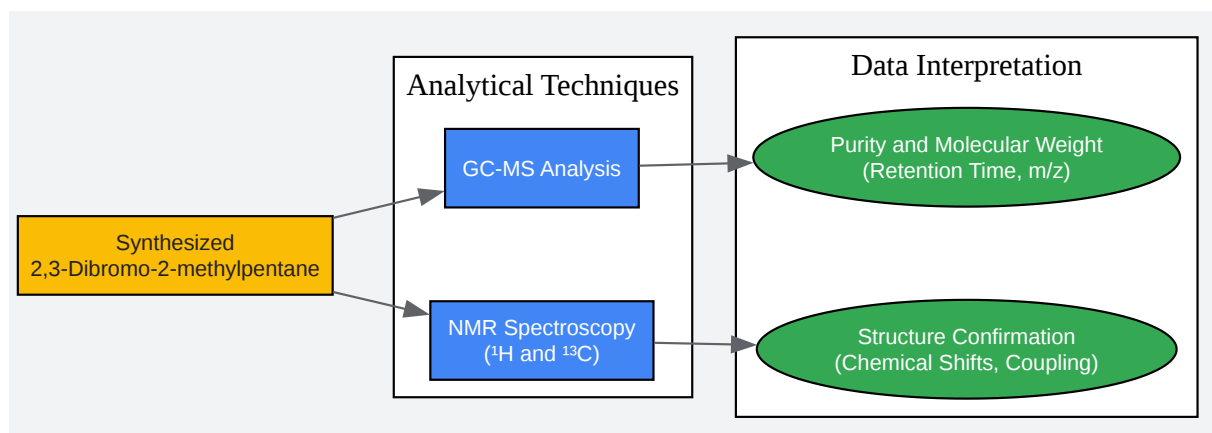 Analytical Techniques
Data Interpretation
GC-MS Analysis
Purity and Molecular Weight
(Retention Time, m/z)
Synthesized
2,3-Dibromo-2-methylpentane
NMR Spectroscopy
(¹H and ¹³C)
Structure Confirmation
(Chemical Shifts, Coupling)